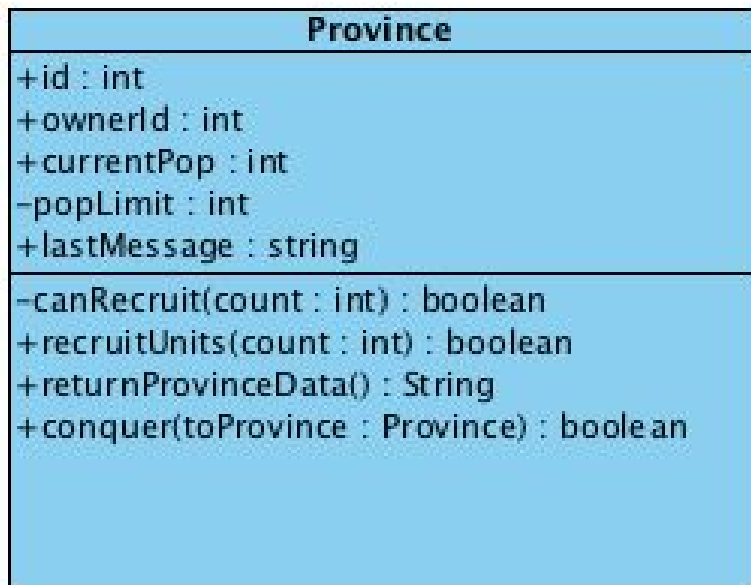 Province
+id : int
+ownerId : int
+currentPop : int
-popLimit : int
+lastMessage : string
-canRecruit(count : int) : boolean
+recruitUnits(count : int) : boolean
+returnProvinceData() : String
+conquer(toProvince : Province) : boolean